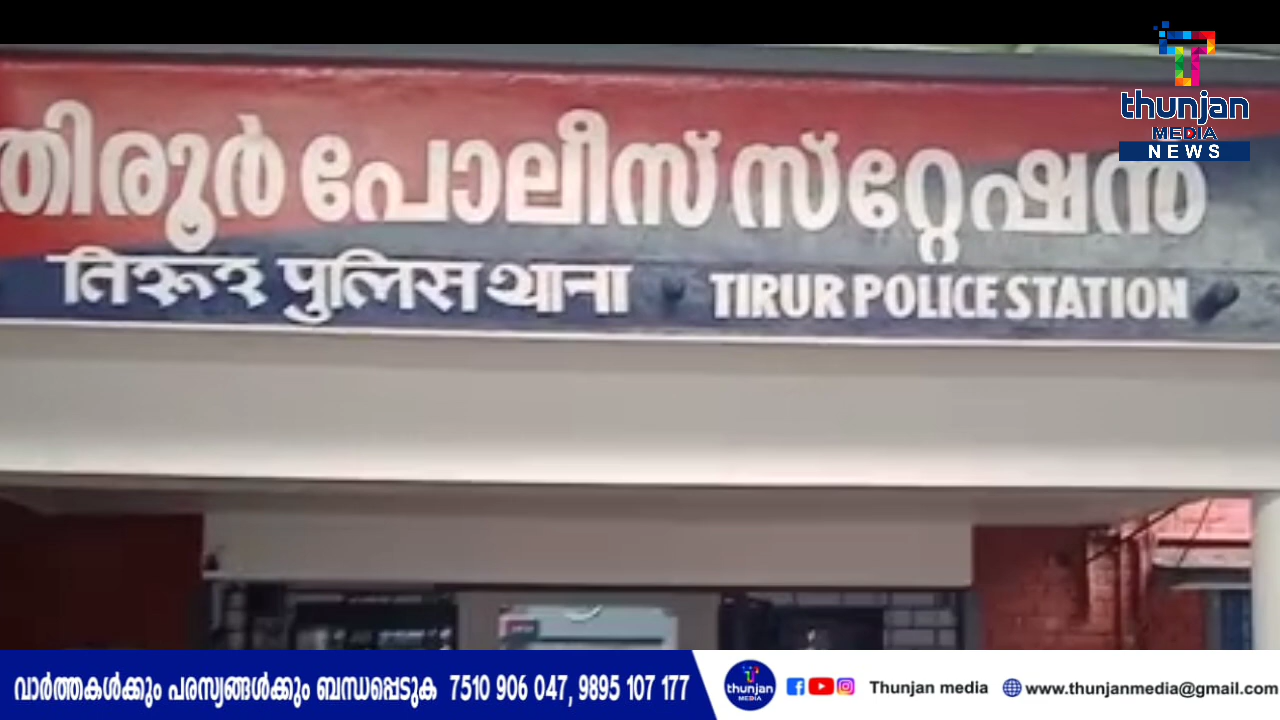 thunjan
MEDIA
NEWS
തിരൂർ പോലീസ് സ്റ്റേഷൻ
तिरूर पुलिस थाना TIRUR POLICE STATION
വാർത്തകൾക്കും പരസ്യങ്ങൾക്കും ബന്ധപ്പെടുക 7510 906 047, 9895 107 177
thunjan
MEDIA
Thunjan media
www.thunjanmedia@gmail.com